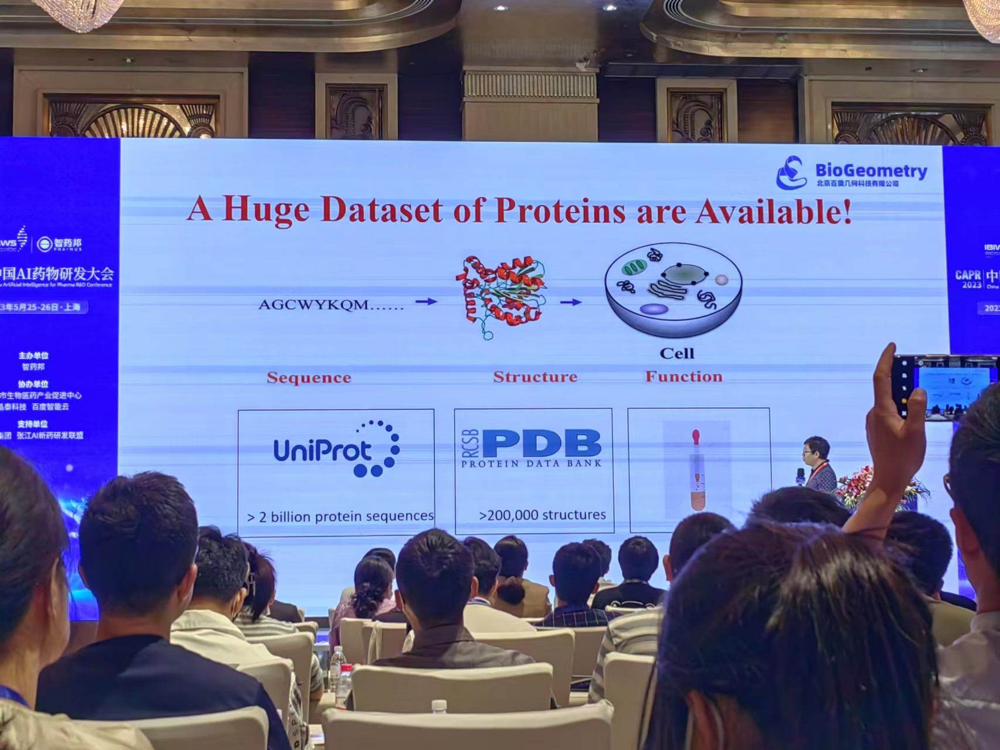 BioGeometry
北京百奥几何科技有限公司
A Huge Dataset of Proteins are Available!
AGCWYKQM......
Cell
Sequence
Structure
Function
UniProt
> 2 billion protein sequences
RCSB
PDB
PROTEIN DATA BANK
>200,000 structures
智药邦
PHAINUS
中国AI药物研发大会
Artificial Intelligence for Pharma R&D Conference
3年5月25-26日·上海
主办单位
智药邦
协办单位
市生物医药产业促进中心
晶泰科技 百度智能云
支持单位
集团 张江AI新药研发联盟
CAPR
2023
中
China
202